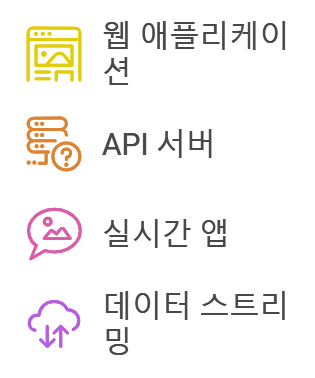 웹 애플리케이
션
API 서버
실시간 앱
데이터 스트리
밍